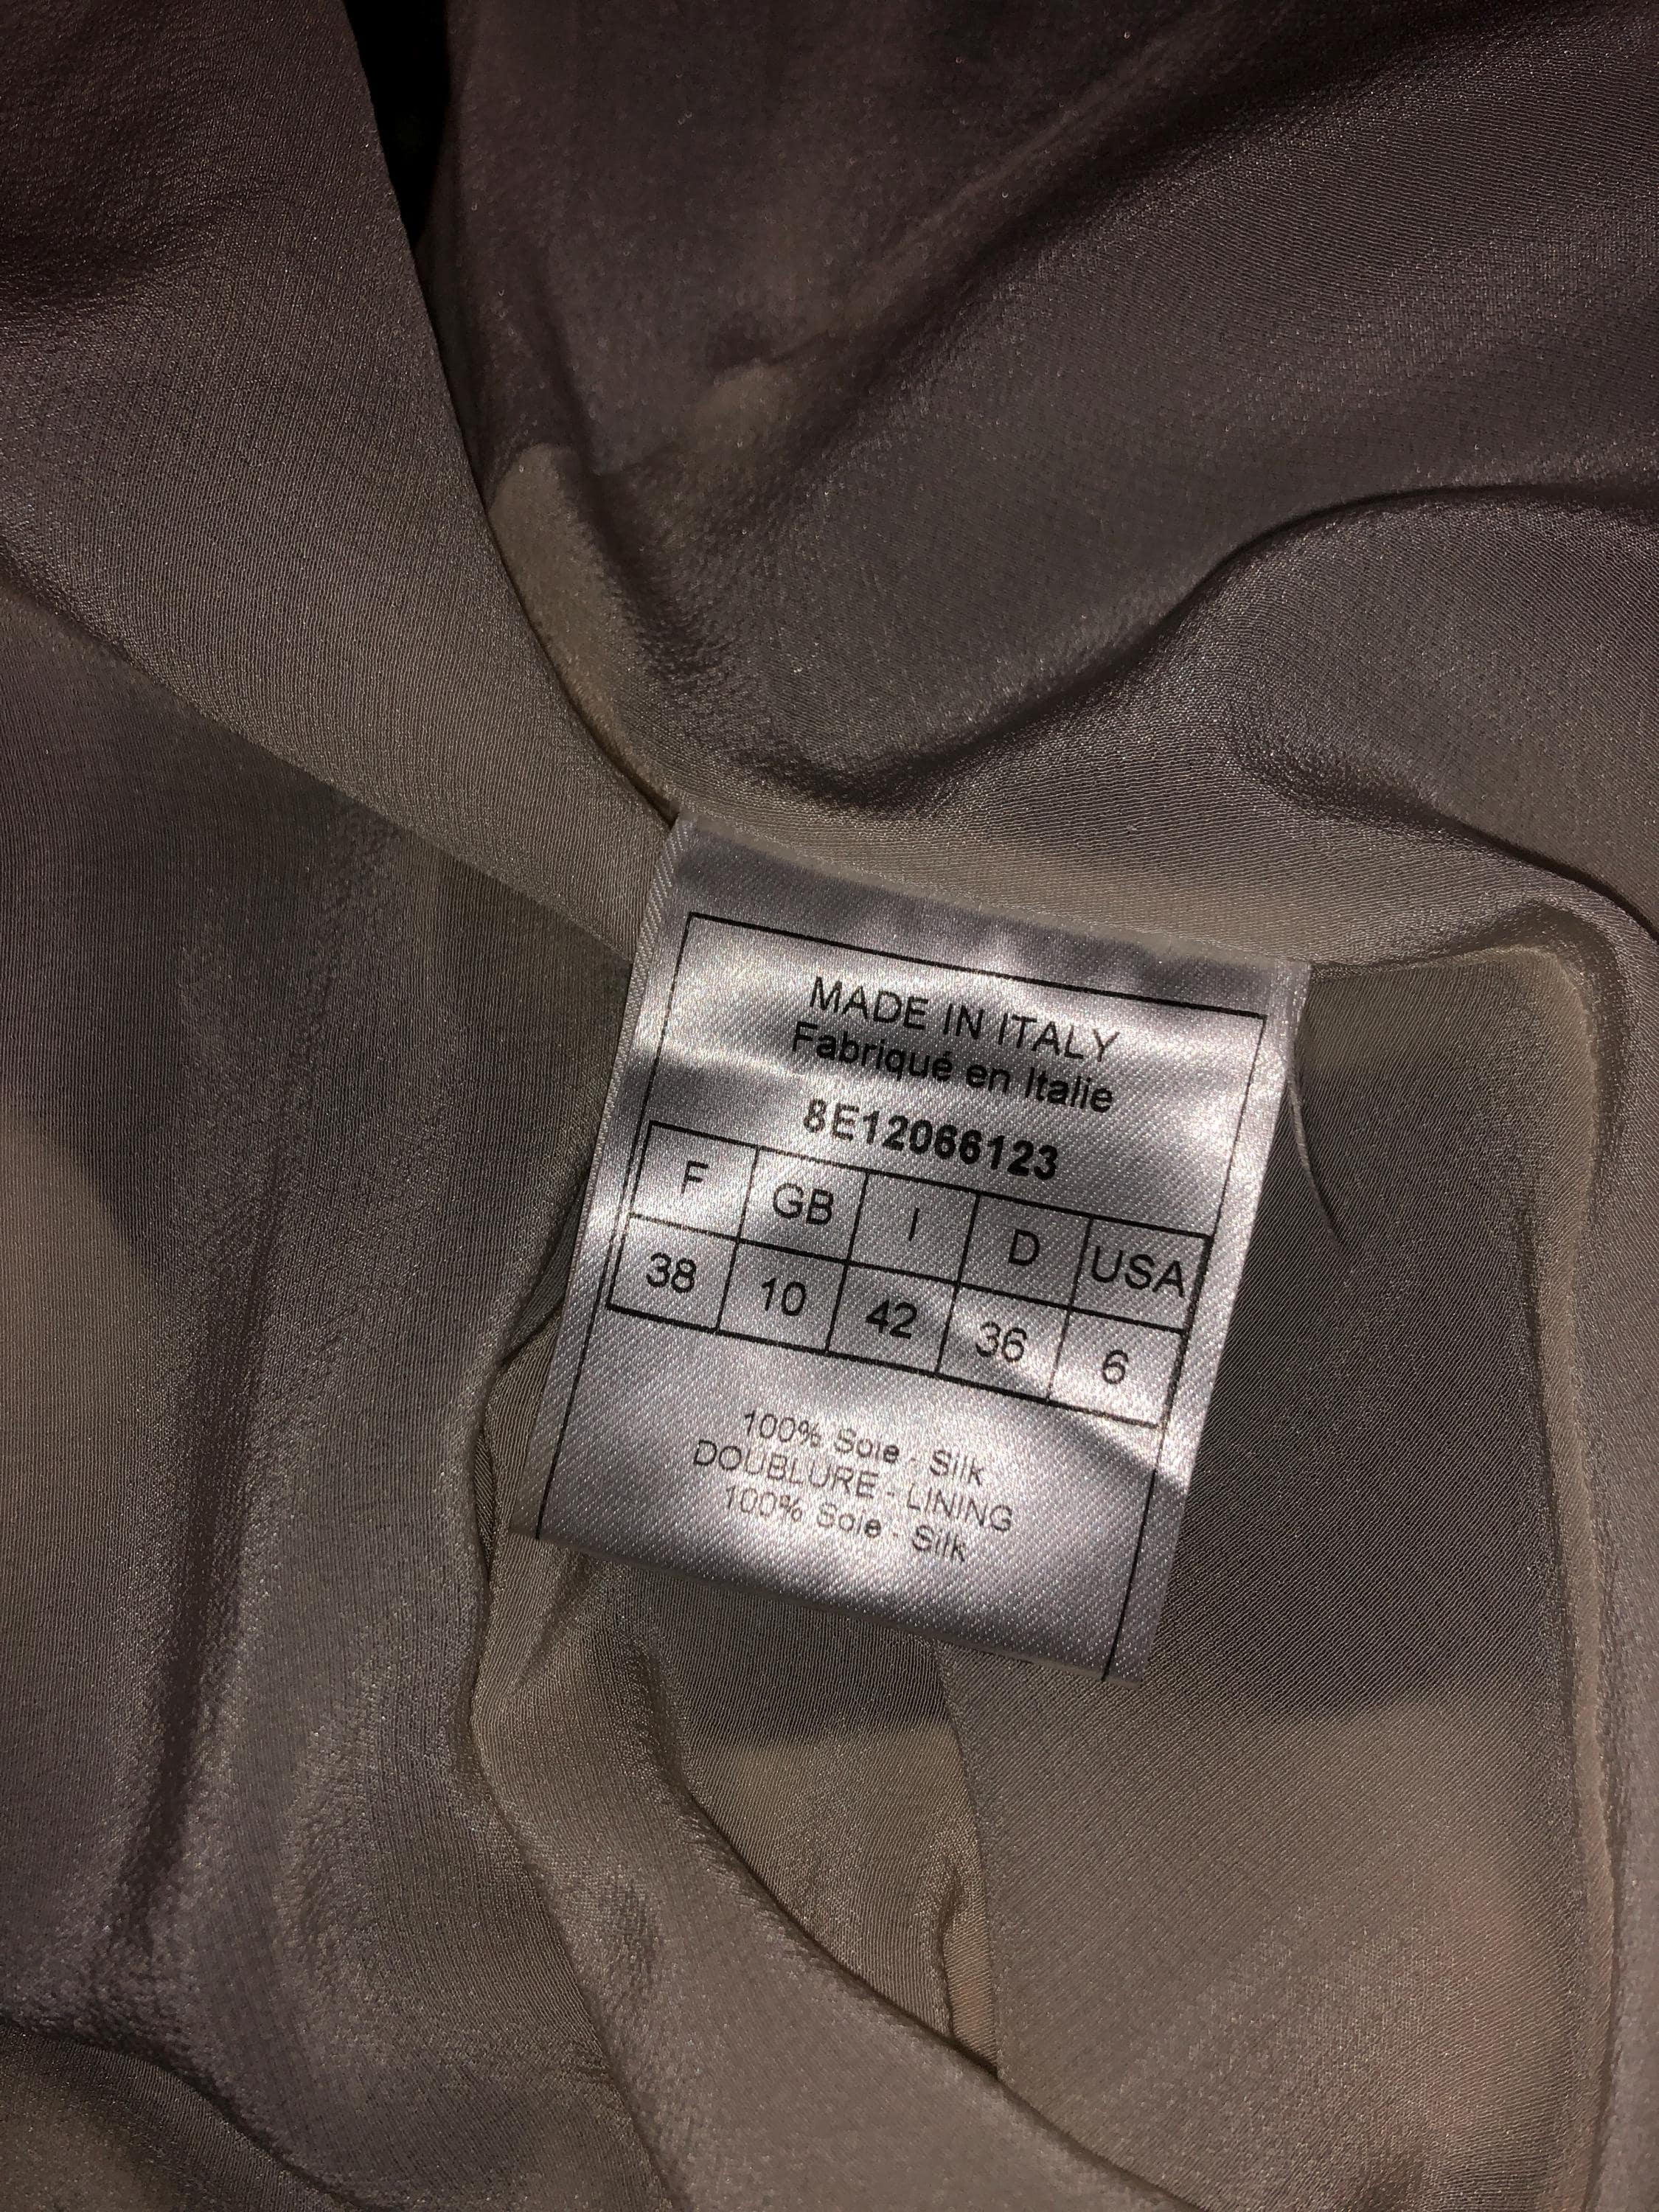 MADE IN ITALY
Fabriqué en Italie
8E12066123
F GB I D USA
38 10 42 36 6
100% Soie - Silk
DOUBLURE - LINING
100% Soie - Silk